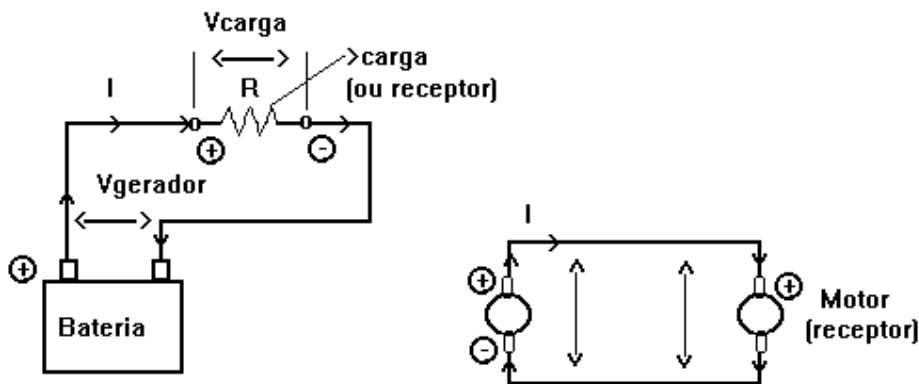 Vcarga
carga
I
R
(ou receptor)
+
-
Vgerador
+
Bateria
I
+
-
+
Motor
(receptor)